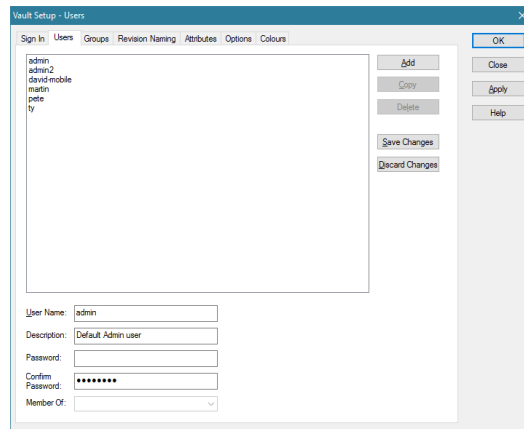 Vault Setup - Users
Sign In Users Groups Revision Naming Attributes Options Colours
admin
admin2
david-mobile
martin
pete
ty
Add
Copy
Delete
Save Changes
Discard Changes
OK
Close
Apply
Help
User Name: admin
Description: Default Admin user
Password:
Confirm
Password: ●●●●●●●●
Member Of: